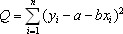 Q = \sum_{i=1}^{n} (y_i - a - bx_i)^2